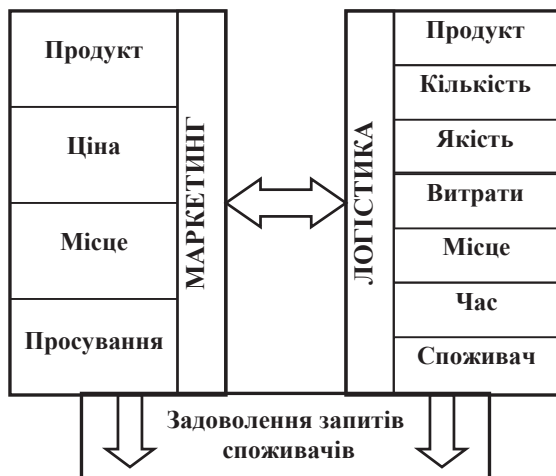 Продукт
Ціна
Місце
Просування
МАРКЕТИНГ
ЛОГІСТИКА
Продукт
Кількість
Якість
Витрати
Місце
Час
Споживач
Задоволення запитів
споживачів